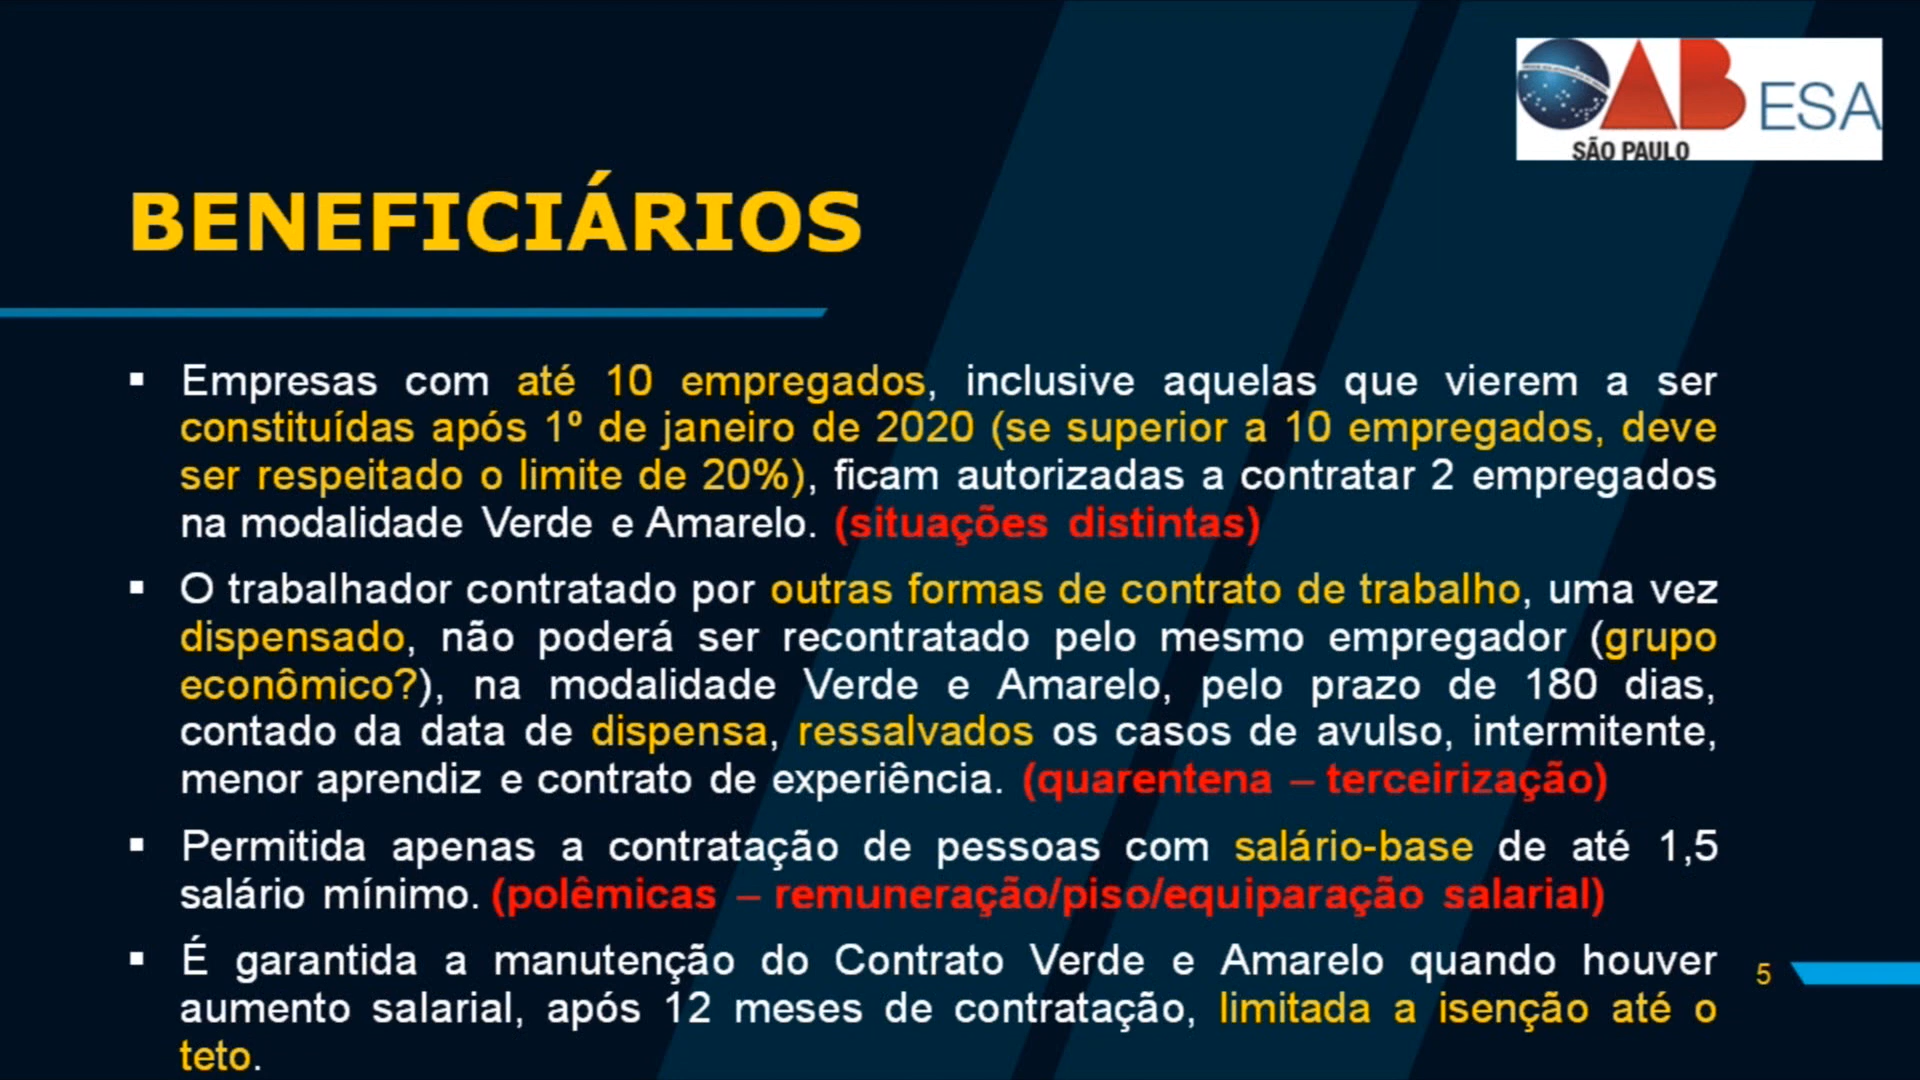 OAB ESA
SÃO PAULO
BENEFICIÁRIOS
▪ Empresas com até 10 empregados, inclusive aquelas que vierem a ser
constituídas após 1º de janeiro de 2020 (se superior a 10 empregados, deve
ser respeitado o limite de 20%), ficam autorizadas a contratar 2 empregados
na modalidade Verde e Amarelo. (situações distintas)
▪ O trabalhador contratado por outras formas de contrato de trabalho, uma vez
dispensado, não poderá ser recontratado pelo mesmo empregador (grupo
econômico?), na modalidade Verde e Amarelo, pelo prazo de 180 dias,
contado da data de dispensa, ressalvados os casos de avulso, intermitente,
menor aprendiz e contrato de experiência. (quarentena – terceirização)
▪ Permitida apenas a contratação de pessoas com salário-base de até 1,5
salário mínimo. (polêmicas – remuneração/piso/equiparação salarial)
▪ É garantida a manutenção do Contrato Verde e Amarelo quando houver
aumento salarial, após 12 meses de contratação, limitada a isenção até o
teto.
5